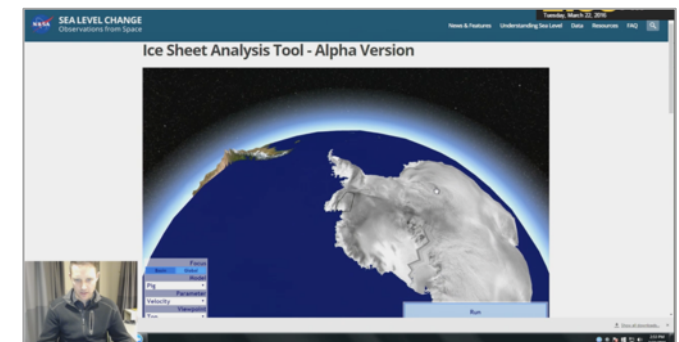 NASA
SEA LEVEL CHANGE
Observations from Space
Tuesday, March 22, 2016
News & Features Understanding Sea Level Data Resources FAQ
Ice Sheet Analysis Tool - Alpha Version
Focus
Basin Global
Model
Pig
Parameter
Velocity
Viewpoint
Top
Run